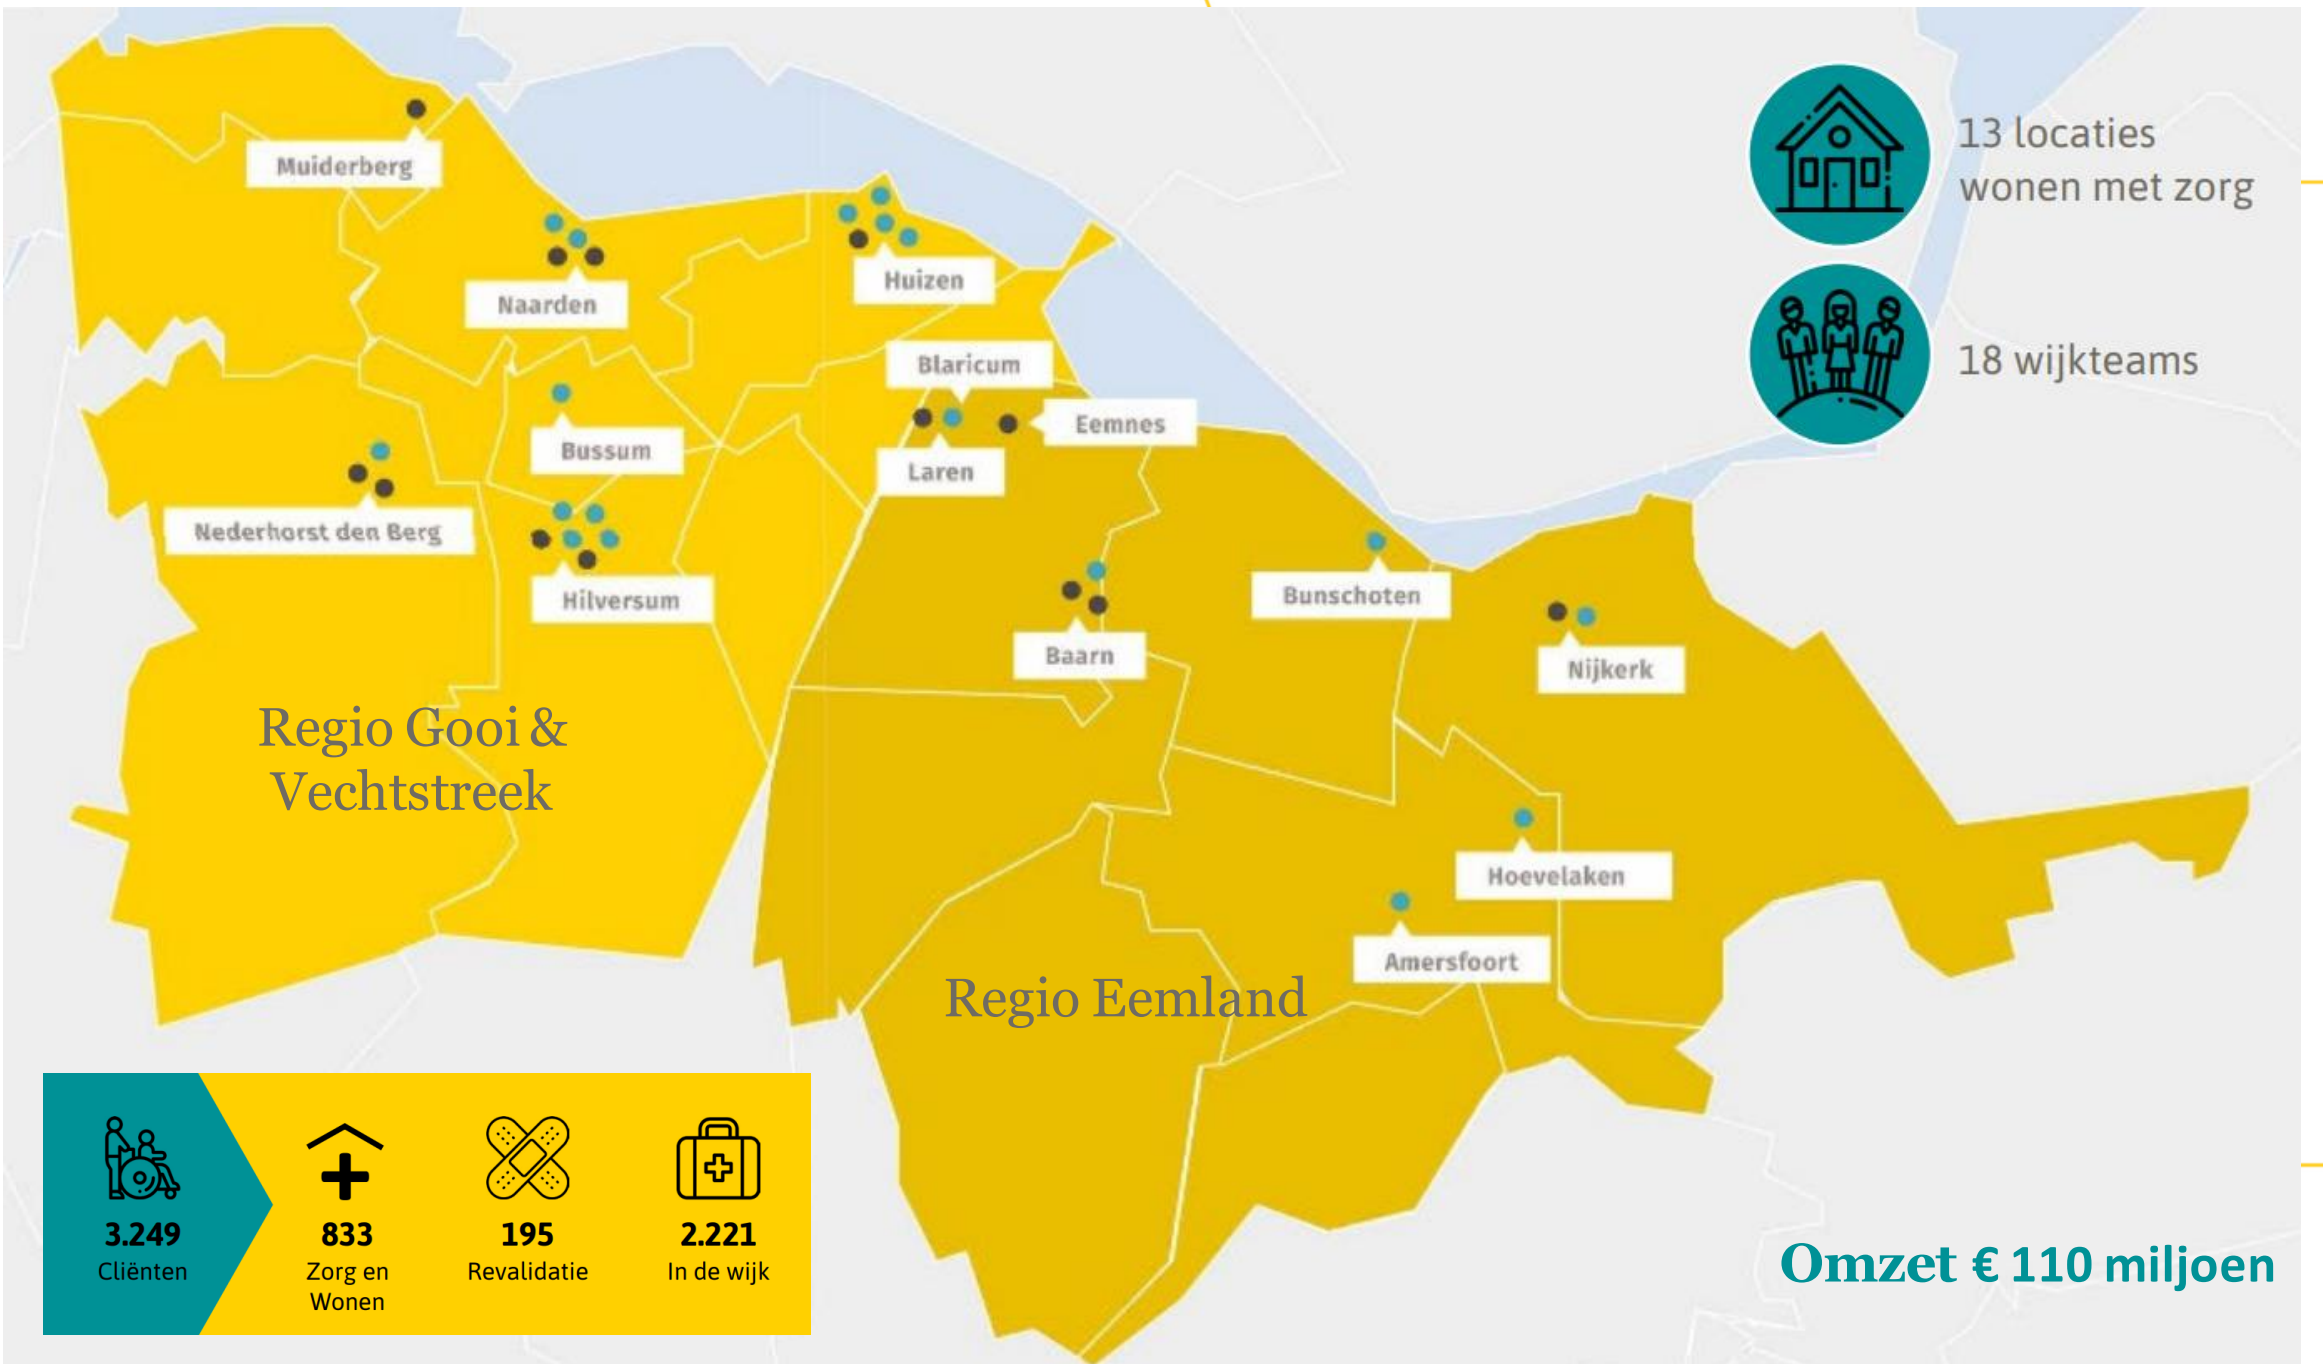 13 locaties
wonen met zorg
18 wijkteams
Muiderberg
Naarden
Huizen
Blaricum
Eemnes
Laren
Bussum
Nederhorst den Berg
Hilversum
Baarn
Bunschoten
Nijkerk
Hoevelaken
Amersfoort
Regio Gooi &
Vechtstreek
Regio Eemland
3.249
Cliënten
833
Zorg en
Wonen
195
Revalidatie
2.221
In de wijk
Omzet € 110 miljoen